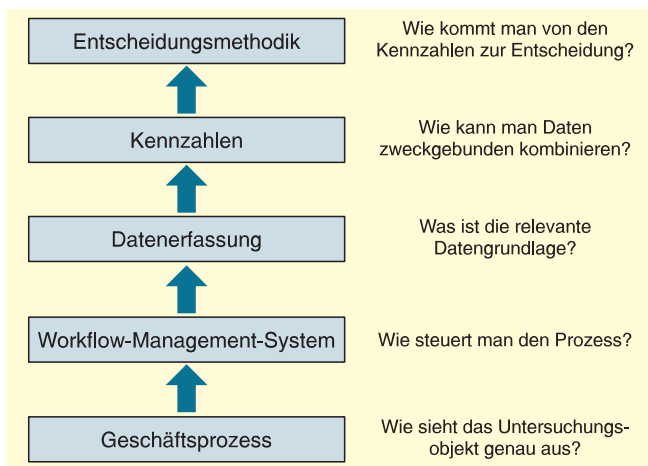 Entscheidungsmethodik
Wie kommt man von den
Kennzahlen zur Entscheidung?
Kennzahlen
Wie kann man Daten
zweckgebunden kombinieren?
Datenerfassung
Was ist die relevante
Datengrundlage?
Workflow-Management-System
Wie steuert man den Prozess?
Geschäftsprozess
Wie sieht das Untersuchungs-
objekt genau aus?